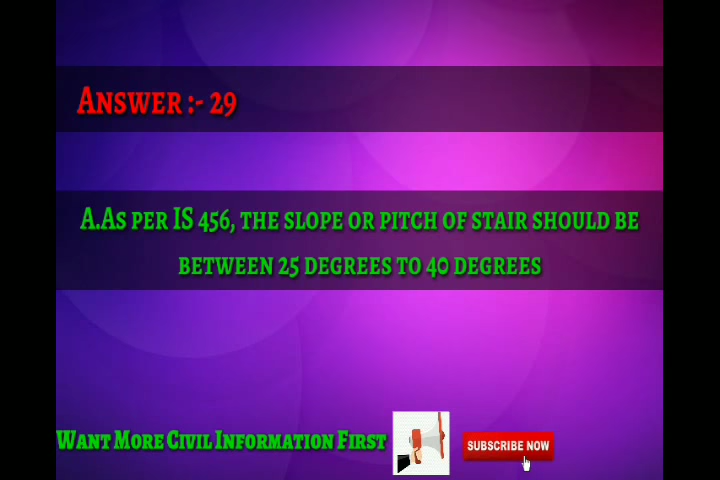 Answer :- 29
A.As per IS 456, the slope or pitch of stair should be
between 25 degrees to 40 degrees
Want More Civil Information First
SUBSCRIBE NOW